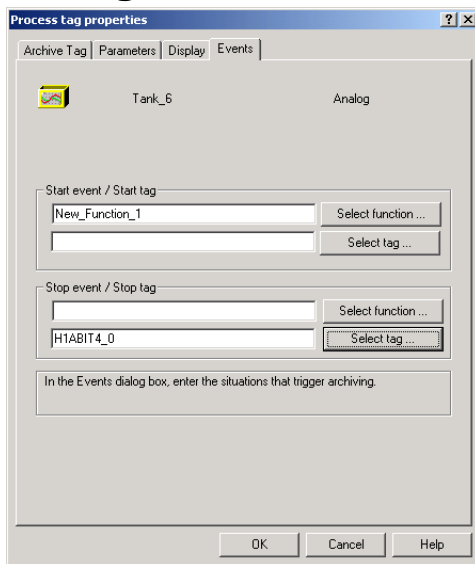 Process tag properties
Archive Tag Parameters Display Events
Tank_6 Analog
Start event / Start tag
New_Function_1 Select function ...
Select tag ...
Stop event / Stop tag
Select function ...
H1ABIT4_0 Select tag ...
In the Events dialog box, enter the situations that trigger archiving.
OK Cancel Help